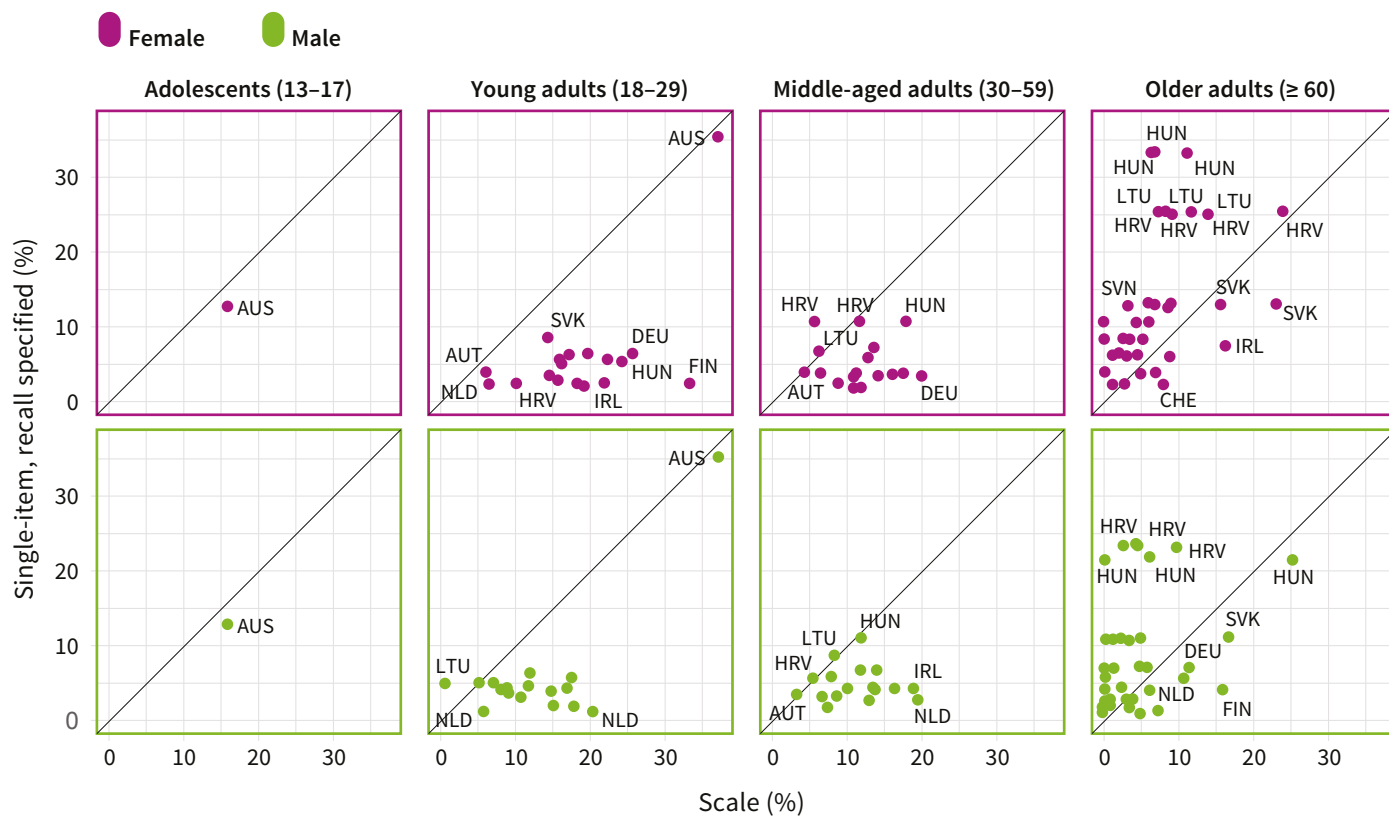 Female Male
Adolescents (13–17) Young adults (18–29) Middle-aged adults (30–59) Older adults (≥ 60)
Single-item, recall specified (%)
30
20
10
0
AUS
AUS
SVK
DEU
AUT
HUN
FIN
NLD
HRV
IRL
HRV
HRV
HUN
LTU
AUT
DEU
HUN
HUN
HUN
LTU
LTU
LTU
HRV
HRV
HRV
HRV
SVN
SVK
SVK
IRL
CHE
30
20
10
0
AUS
AUS
LTU
NLD
NLD
HUN
LTU
HRV
IRL
AUT
NLD
HRV
HRV
HRV
HUN
HUN
HUN
SVK
DEU
NLD
FIN
0 10 20 30 0 10 20 30 0 10 20 30 0 10 20 30
Scale (%)